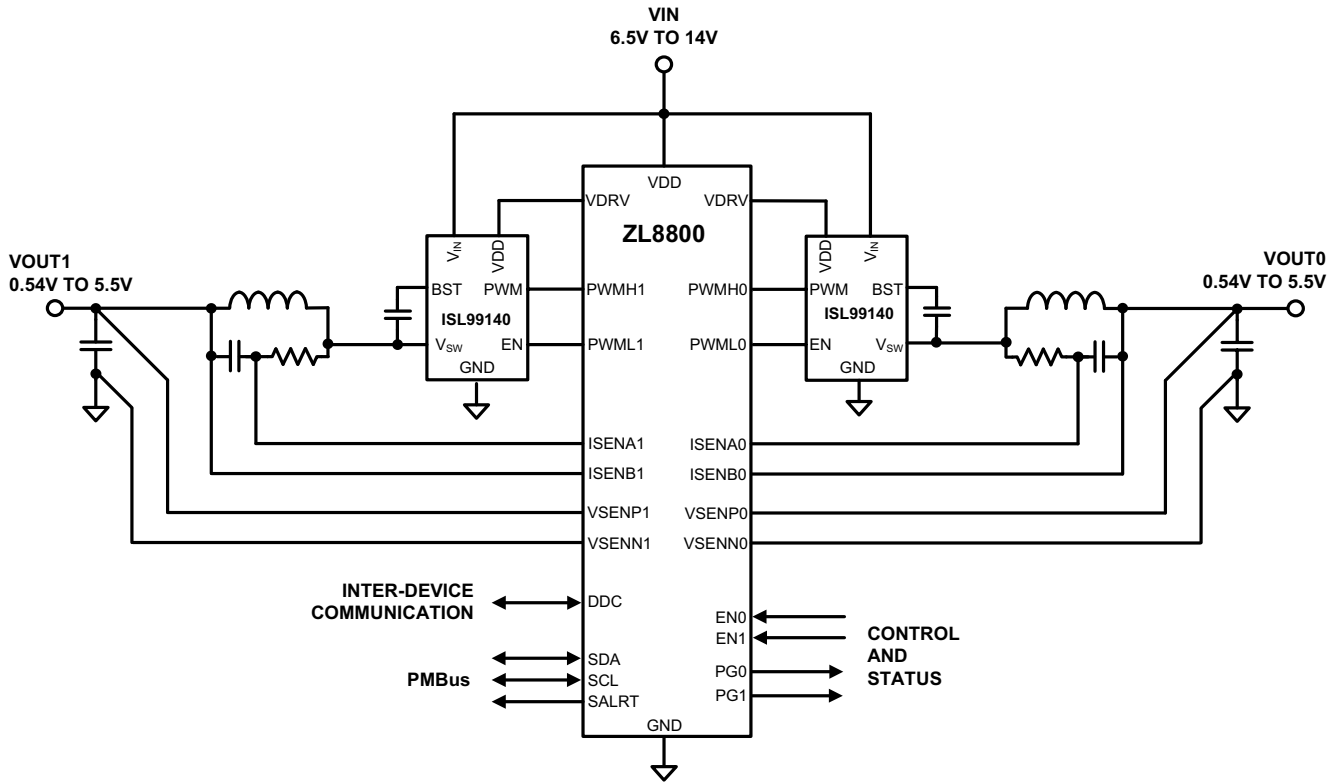 VIN
6.5V TO 14V
VDD
VDRV
VDRV
ZL8800
VIN
VDD
VDD
VIN
VOUT1
0.54V TO 5.5V
VOUT0
0.54V TO 5.5V
BST
PWM
PWMH1
PWMH0
PWM
BST
ISL99140
ISL99140
VSW
EN
PWML1
PWML0
EN
VSW
GND
GND
ISENA1
ISENA0
ISENB1
ISENB0
VSENP1
VSENP0
VSENN1
VSENN0
INTER-DEVICE
COMMUNICATION
DDC
EN0
EN1
CONTROL
AND
STATUS
PMBus
SDA
SCL
SALRT
PG0
PG1
GND